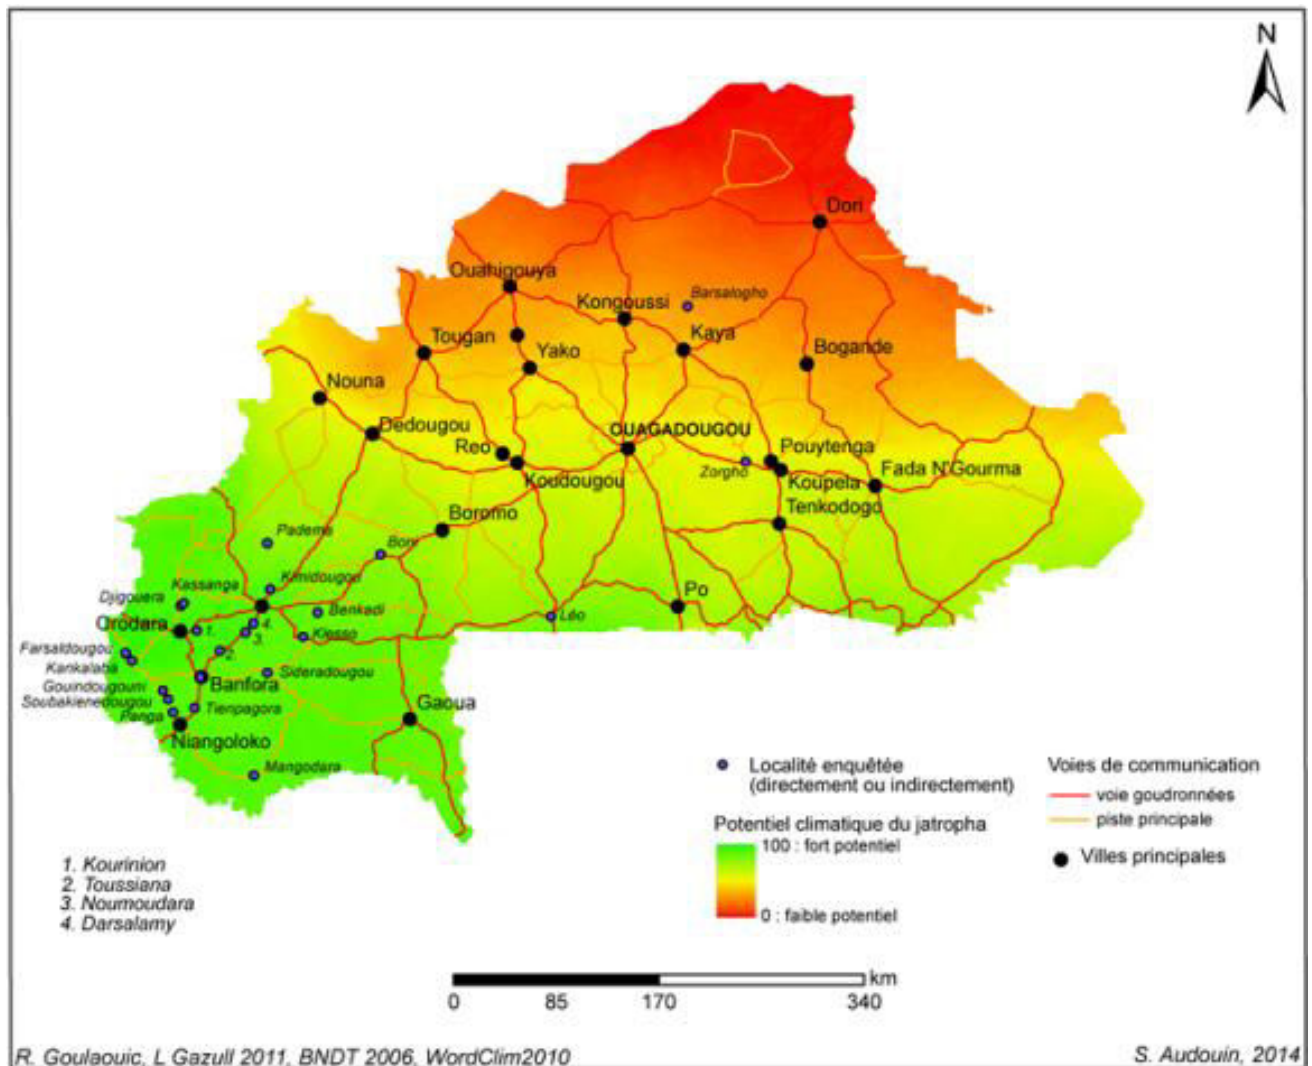 N
Dori
Ouahigouya
Kongoussi
Barsalogho
Tougan
Kaya
Yako
Bogande
Nouna
Dedougou
OUAGADOUGOU
Reo
Pouytenga
Zorgho
Koudougou
Koupela
Fada N'Gourma
Boromo
Tenkodogo
Padema
Boni
Kassanga
Kimidougou
Djigouera
Benkadi
Po
Léo
Orodara
1.
4.
3.
Klesso
Farsaldougou
2.
Kankalaba
Sideradougou
Gouindougouni
Banfora
Soubakienedougou
Tienpagora
Gaoua
Panga
Niangoloko
Mangodara
Localité enquêtée
(directement ou indirectement)
Voies de communication
voie goudronnées
piste principale
Villes principales
Potentiel climatique du jatropha
100 : fort potentiel
0 : faible potentiel
1. Kourinion
2. Toussiana
3. Noumoudara
4. Darsalamy
km
0 85 170 340
R. Goulaouic, L Gazull 2011, BNDT 2006, WordClim2010
S. Audouin, 2014